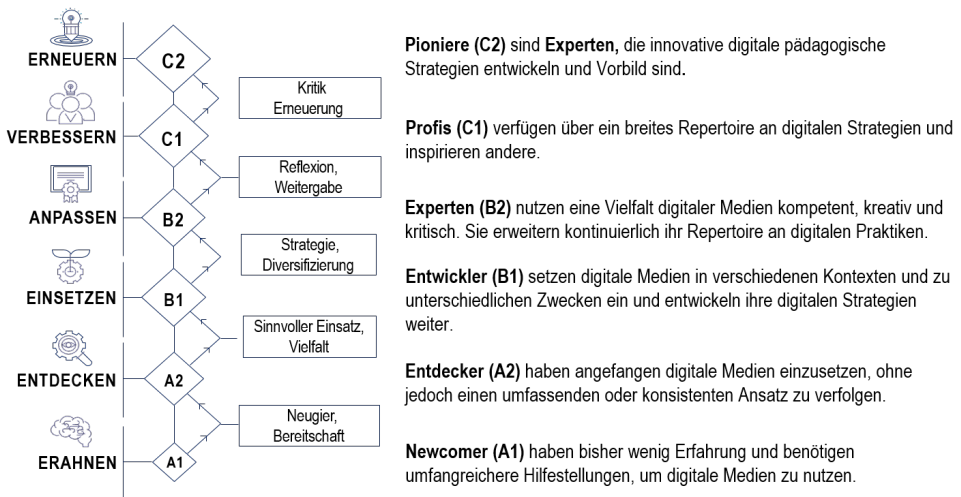 ERNEUERN
C2
Kritik
Erneuerung
Pioniere (C2) sind Experten, die innovative digitale pädagogische
Strategien entwickeln und Vorbild sind.
VERBESSERN
C1
Profis (C1) verfügen über ein breites Repertoire an digitalen Strategien und
inspirieren andere.
Reflexion,
Weitergabe
ANPASSEN
B2
Experten (B2) nutzen eine Vielfalt digitaler Medien kompetent, kreativ und
kritisch. Sie erweitern kontinuierlich ihr Repertoire an digitalen Praktiken.
Strategie,
Diversifizierung
EINSETZEN
B1
Entwickler (B1) setzen digitale Medien in verschiedenen Kontexten und zu
unterschiedlichen Zwecken ein und entwickeln ihre digitalen Strategien
weiter.
Sinnvoller Einsatz,
Vielfalt
ENTDECKEN
A2
Entdecker (A2) haben angefangen digitale Medien einzusetzen, ohne
jedoch einen umfassenden oder konsistenten Ansatz zu verfolgen.
Neugier,
Bereitschaft
ERAHNEN
A1
Newcomer (A1) haben bisher wenig Erfahrung und benötigen
umfangreichere Hilfestellungen, um digitale Medien zu nutzen.